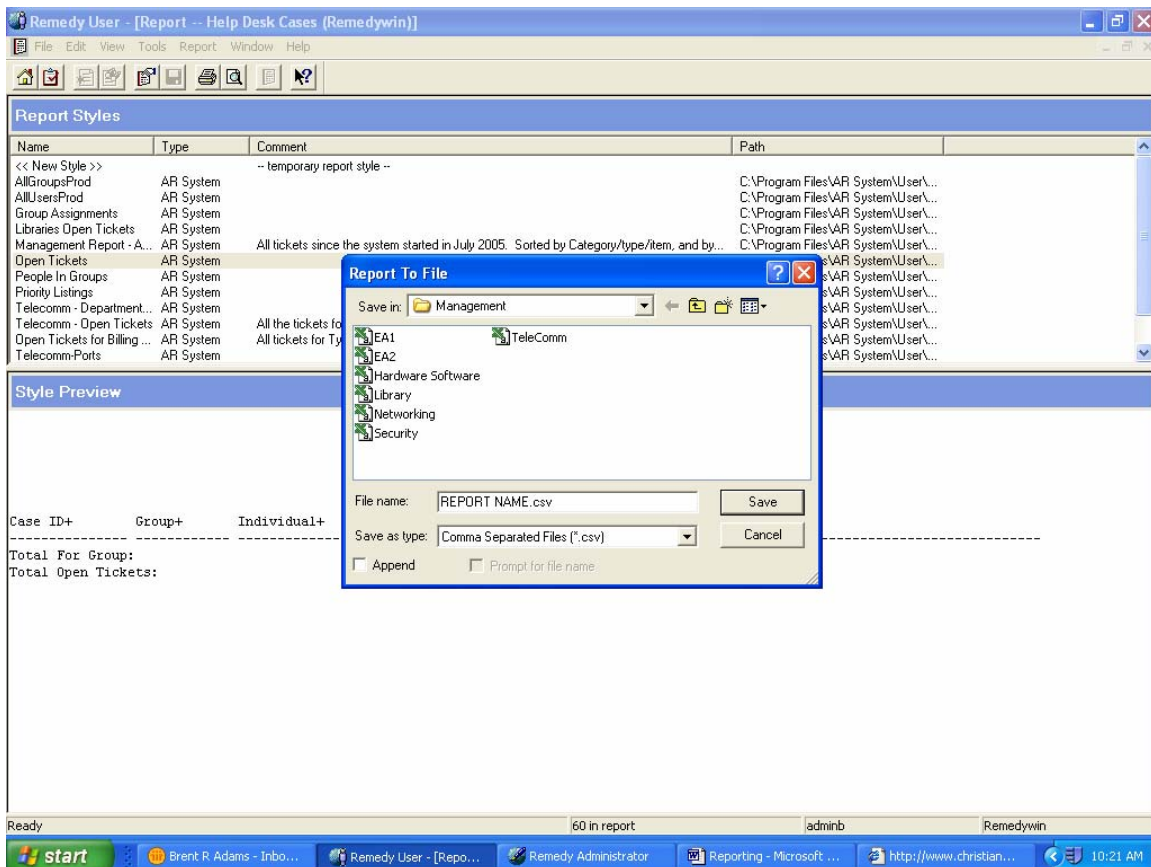 Remedy User - [Report -- Help Desk Cases (Remedywin)]
File Edit View Tools Report Window Help
Report Styles
Name Type Comment Path
<< New Style >> -- temporary report style --
AllGroupsProd AR System C:\Program Files\AR System\User\...
AllUsersProd AR System C:\Program Files\AR System\User\...
Group Assignments AR System C:\Program Files\AR System\User\...
Libraries Open Tickets AR System C:\Program Files\AR System\User\...
Management Report - A... AR System All tickets since the system started in July 2005. Sorted by Category/type/item, and by... C:\Program Files\AR System\User\...
Open Tickets AR System s\AR System\User\...
People In Groups AR System s\AR System\User\...
Priority Listings AR System s\AR System\User\...
Telecomm - Department... AR System s\AR System\User\...
Telecomm - Open Tickets AR System All the tickets fo s\AR System\User\...
Open Tickets for Billing ... AR System All tickets for Ty s\AR System\User\...
Telecomm-Ports AR System s\AR System\User\...
Report To File
Save in: Management
EA1 TeleComm
EA2
Hardware Software
Library
Networking
Security
File name: REPORT NAME.csv Save
Save as type: Comma Separated Files (*.csv) Cancel
Append Prompt for file name
Style Preview
Case ID+ Group+ Individual+
Total For Group:
Total Open Tickets:
Ready 60 in report adminb Remedywin
start Brent R Adams - Inbo... Remedy User - [Repo... Remedy Administrator Reporting - Microsoft ... http://www.christian... 10:21 AM